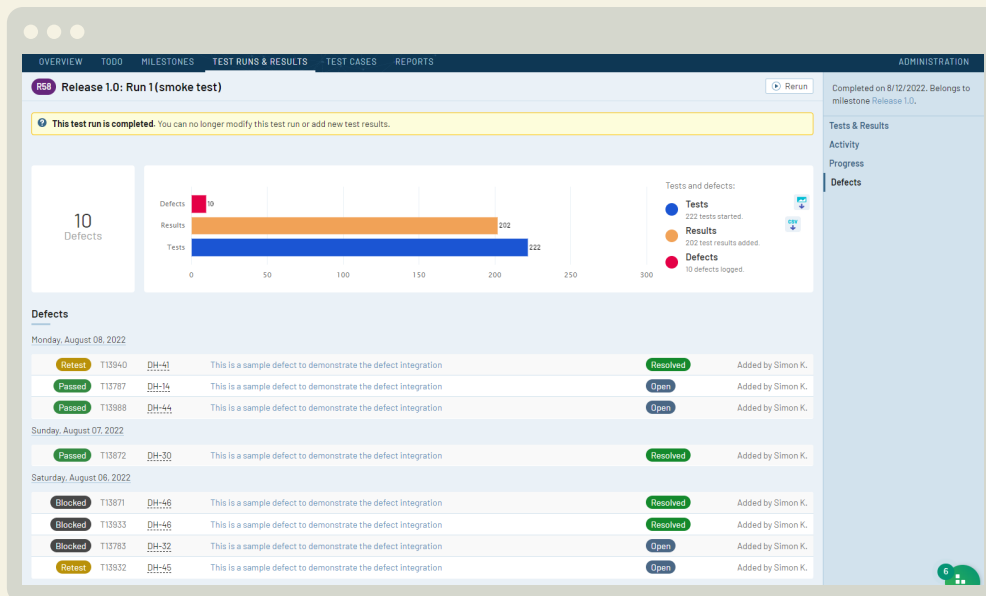 OVERVIEW TODO MILESTONES TEST RUNS & RESULTS TEST CASES REPORTS ADMINISTRATION
R58 Release 1.0: Run 1 (smoke test) Rerun
This test run is completed. You can no longer modify this test run or add new test results.
Completed on 8/12/2022. Belongs to
milestone Release 1.0.
Tests & Results
Activity
Progress
Defects
10
Defects
Defects 10
Results 202
Tests 222
0 50 100 150 200 250 300
Tests and defects:
Tests
222 tests started.
Results
202 test results added.
Defects
10 defects logged.
CSV
Defects
Monday, August 08, 2022
Retest T13940 DH-41 This is a sample defect to demonstrate the defect integration Resolved Added by Simon K.
Passed T13787 DH-14 This is a sample defect to demonstrate the defect integration Open Added by Simon K.
Passed T13988 DH-44 This is a sample defect to demonstrate the defect integration Open Added by Simon K.
Sunday, August 07, 2022
Passed T13872 DH-30 This is a sample defect to demonstrate the defect integration Resolved Added by Simon K.
Saturday, August 06, 2022
Blocked T13871 DH-46 This is a sample defect to demonstrate the defect integration Resolved Added by Simon K.
Blocked T13933 DH-46 This is a sample defect to demonstrate the defect integration Resolved Added by Simon K.
Blocked T13783 DH-32 This is a sample defect to demonstrate the defect integration Open Added by Simon K.
Retest T13932 DH-45 This is a sample defect to demonstrate the defect integration Open Added by Simon K.
6